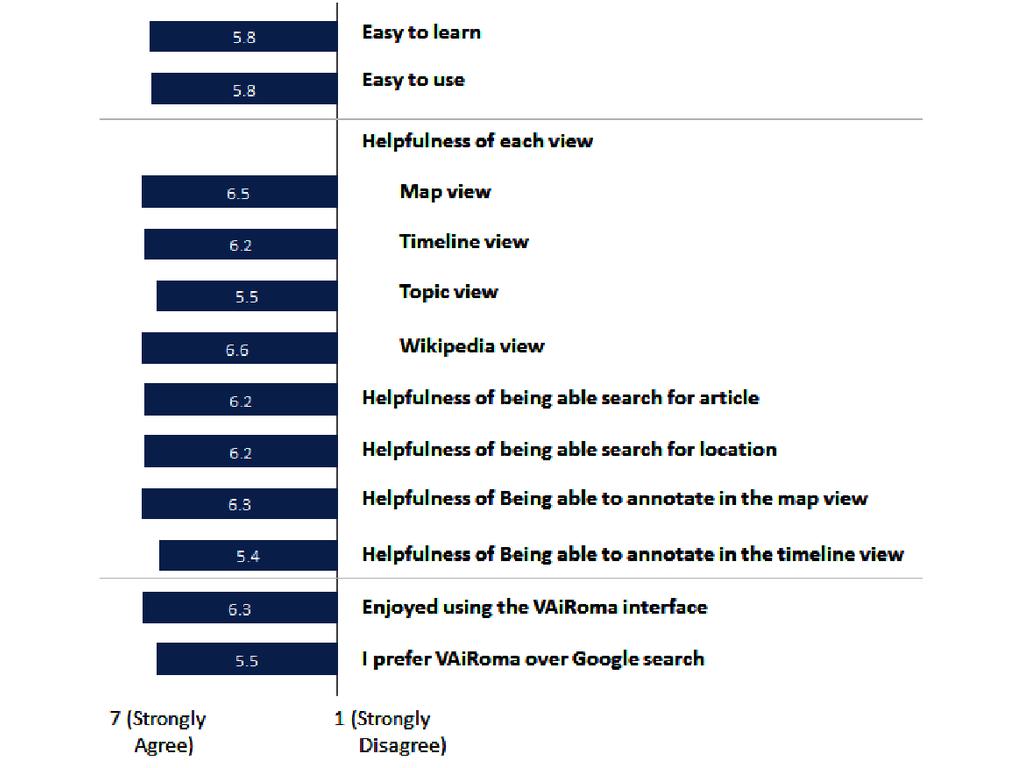 5.8 Easy to learn
5.8 Easy to use
Helpfulness of each view
6.5 Map view
6.2 Timeline view
5.5 Topic view
6.6 Wikipedia view
6.2 Helpfulness of being able search for article
6.2 Helpfulness of being able search for location
6.3 Helpfulness of Being able to annotate in the map view
5.4 Helpfulness of Being able to annotate in the timeline view
6.3 Enjoyed using the VAiRoma interface
5.5 I prefer VAiRoma over Google search
7 (Strongly
Agree)
1 (Strongly
Disagree)